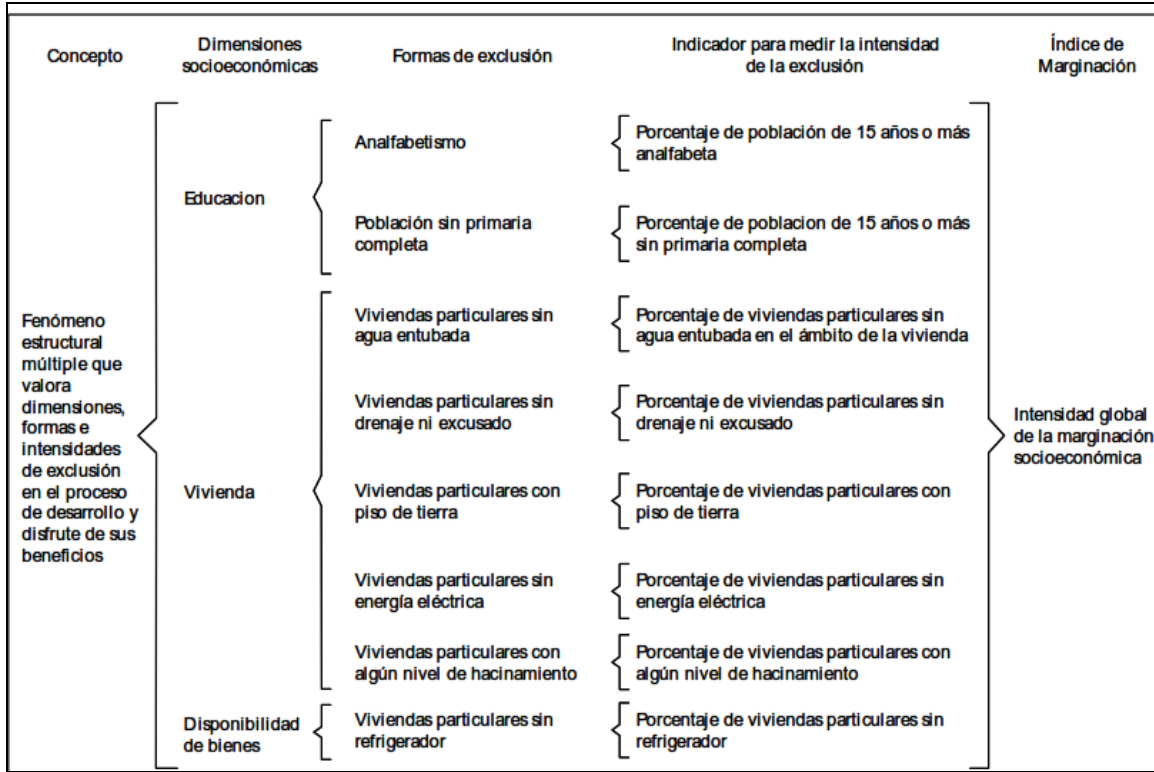 Concepto
Dimensiones
socioeconómicas
Formas de exclusión
Indicador para medir la intensidad
de la exclusión
Índice de
Marginación
Fenómeno
estructural
múltiple que
valora
dimensiones,
formas e
intensidades
de exclusión
en el proceso
de desarrollo y
disfrute de sus
beneficios
Educacion
Analfabetismo
Porcentaje de población de 15 años o más
analfabeta
Población sin primaria
completa
Porcentaje de poblacion de 15 años o más
sin primaria completa
Vivienda
Viviendas particulares sin
agua entubada
Porcentaje de viviendas particulares sin
agua entubada en el ámbito de la vivienda
Viviendas particulares sin
drenaje ni excusado
Porcentaje de viviendas particulares sin
drenaje ni excusado
Viviendas particulares con
piso de tierra
Porcentaje de viviendas particulares con
piso de tierra
Viviendas particulares sin
energía eléctrica
Porcentaje de viviendas particulares sin
energía eléctrica
Viviendas particulares con
algún nivel de hacinamiento
Porcentaje de viviendas particulares con
algún nivel de hacinamiento
Disponibilidad
de bienes
Viviendas particulares sin
refrigerador
Porcentaje de viviendas particulares sin
refrigerador
Intensidad global
de la marginación
socioeconómica